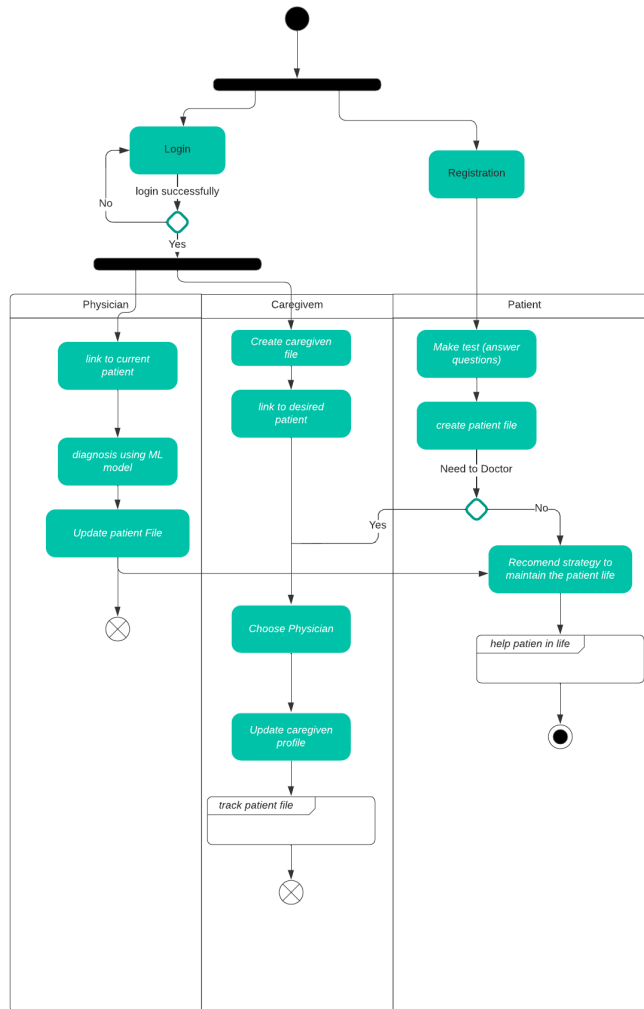 Login
Registration
login successfully
No
Yes
Physician
Caregivem
Patient
link to current
patient
Create caregiven
file
Make test (answer
questions)
link to desired
patient
create patient file
diagnosis using ML
model
Need to Doctor
Yes
No
Update patient File
Recomend strategy to
maintain the patient life
Choose Physician
help patien in life
Update caregiven
profile
track patient file